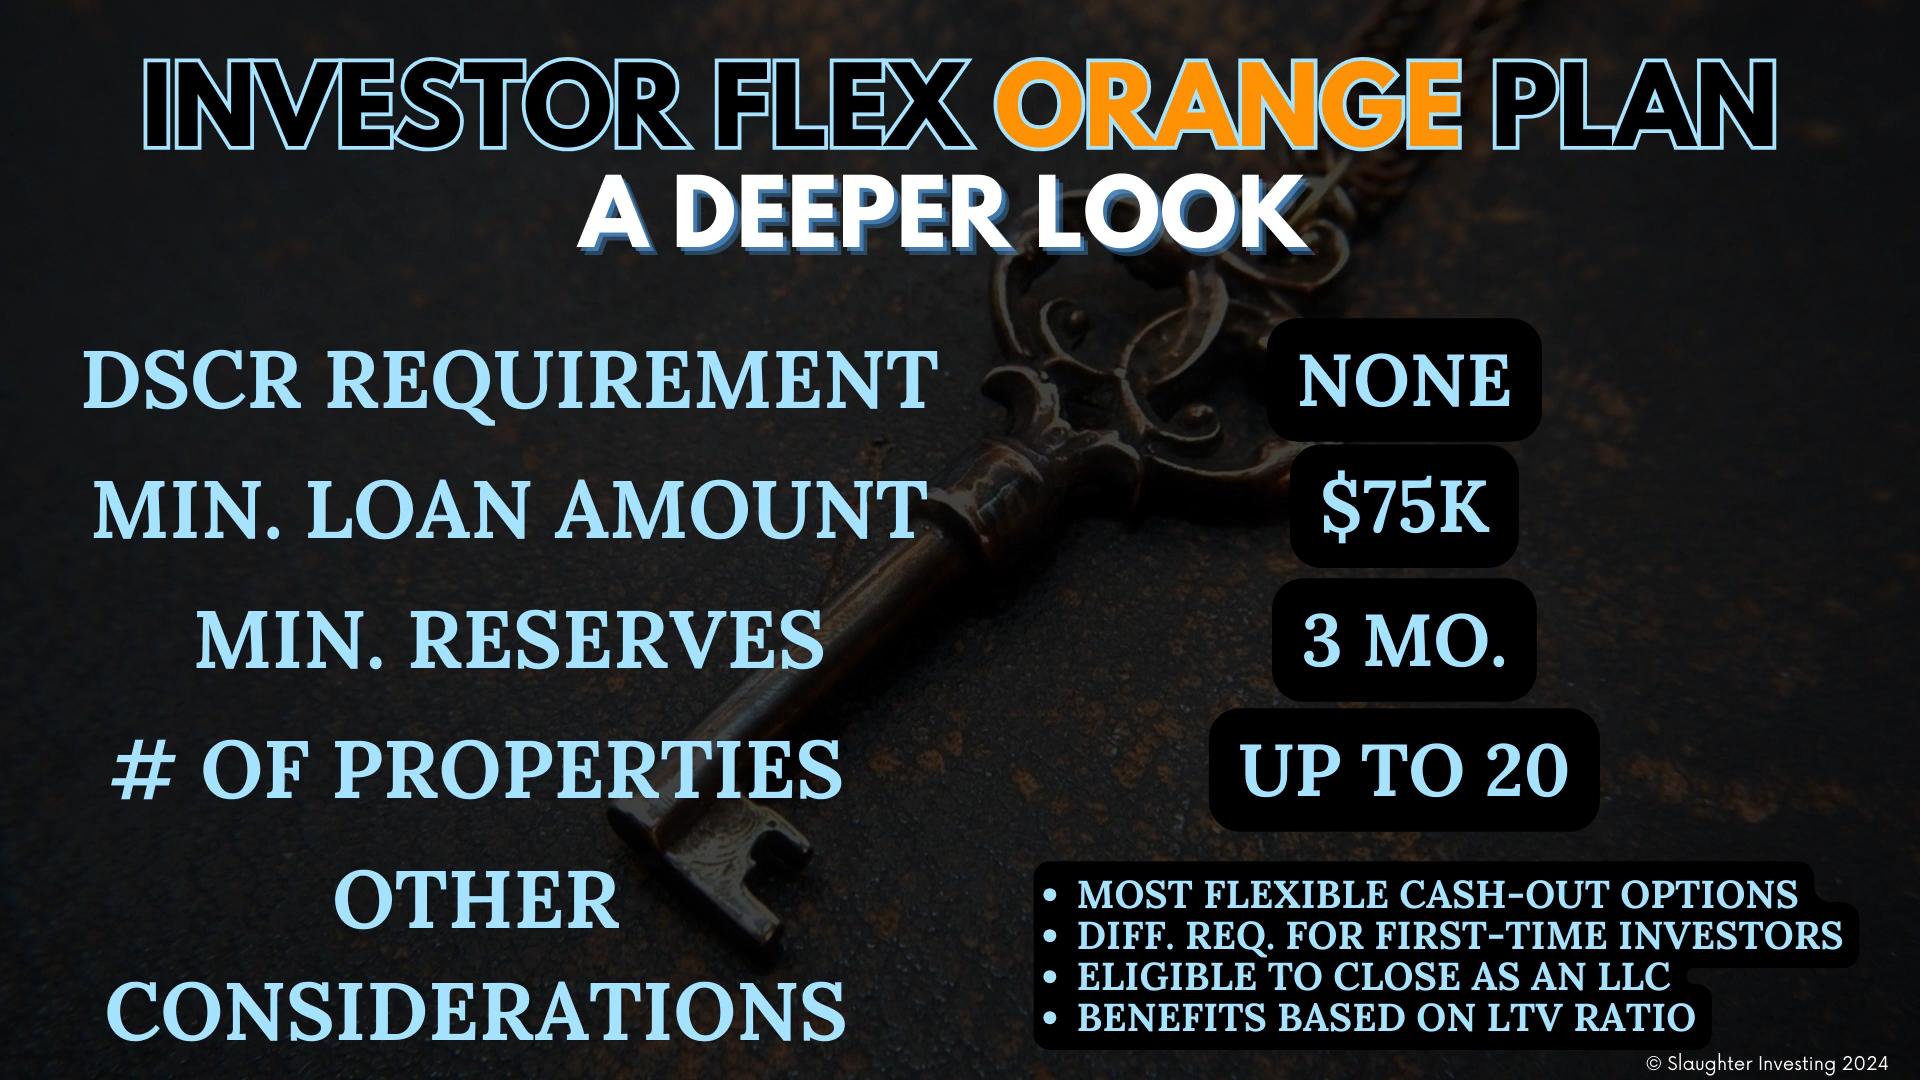 INVESTOR FLEX ORANGE PLAN
A DEEPER LOOK
DSCR REQUIREMENT
NONE
MIN. LOAN AMOUNT
$75K
MIN. RESERVES
3 MO.
# OF PROPERTIES
UP TO 20
OTHER
CONSIDERATIONS
• MOST FLEXIBLE CASH-OUT OPTIONS
• DIFF. REQ. FOR FIRST-TIME INVESTORS
• ELIGIBLE TO CLOSE AS AN LLC
• BENEFITS BASED ON LTV RATIO
© Slaughter Investing 2024